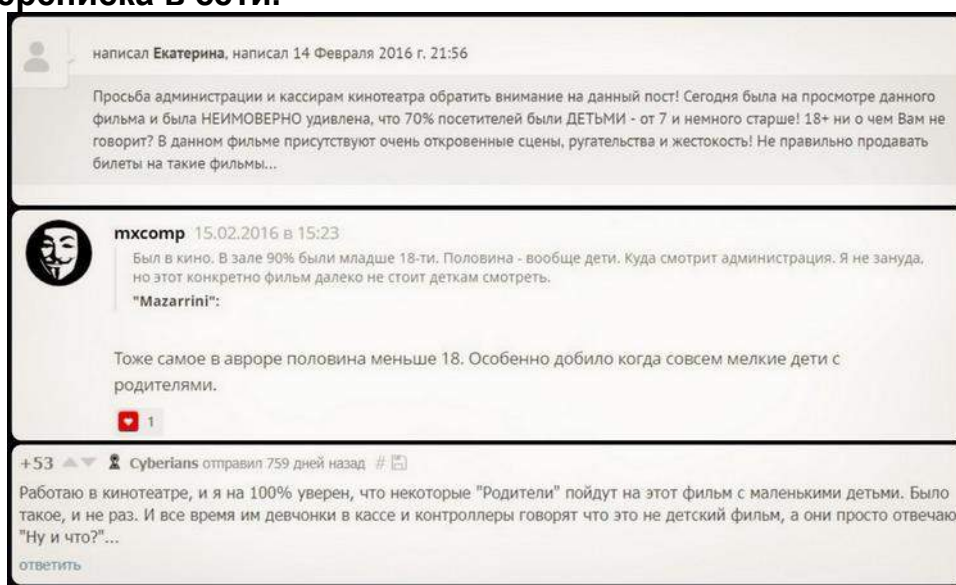 написал Екатерина, написал 14 Февраля 2016 г. 21:56
Просьба администрации и кассирам кинотеатра обратить внимание на данный пост! Сегодня была на просмотре данного
фильма и была НЕИМОВЕРНО удивлена, что 70% посетителей были ДЕТЬМИ - от 7 и немного старше! 18+ ни о чем Вам не
говорит? В данном фильме присутствуют очень откровенные сцены, ругательства и жестокость! Не правильно продавать
билеты на такие фильмы...
mxcomp 15.02.2016 в 15:23
Был в кино. В зале 90% были младше 18-ти. Половина - вообще дети. Куда смотрит администрация. Я не зануда,
но этот конкретно фильм далеко не стоит деткам смотреть.
"Mazarrini":
Тоже самое в авроре половина меньше 18. Особенно добило когда совсем мелкие дети с
родителями.
1
+53 Cyberians отправил 759 дней назад #
Работаю в кинотеатре, и я на 100% уверен, что некоторые "Родители" пойдут на этот фильм с маленькими детьми. Было
такое, и не раз. И все время им девчонки в кассе и контроллеры говорят что это не детский фильм, а они просто отвечаю
"Ну и что?"...
ответить